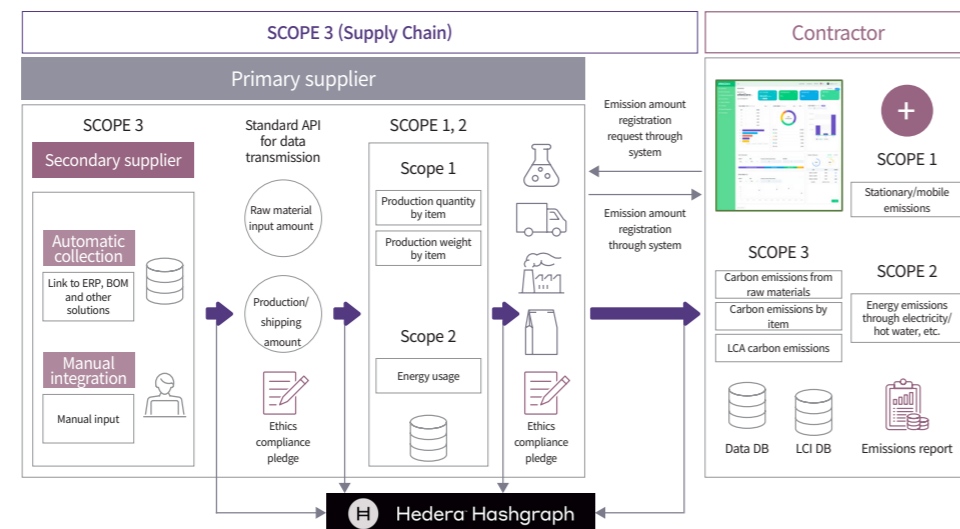 SCOPE 3 (Supply Chain)
Contractor
Primary supplier
SCOPE 3
Secondary supplier
Automatic
collection
Link to ERP, BOM
and other
solutions
Manual
integration
Manual input
Standard API
for data
transmission
Raw material
input amount
Production/
shipping
amount
Ethics
compliance
pledge
SCOPE 1, 2
Scope 1
Production quantity
by item
Production weight
by item
Scope 2
Energy usage
Ethics
compliance
pledge
Emission amount
registration
request through
system
Emission amount
registration
through system
SCOPE 1
Stationary/mobile
emissions
SCOPE 3
Carbon emissions from
raw materials
Carbon emissions by
item
LCA carbon emissions
SCOPE 2
Energy emissions
through electricity/
hot water, etc.
Data DB
LCI DB
Emissions report
H Hedera Hashgraph